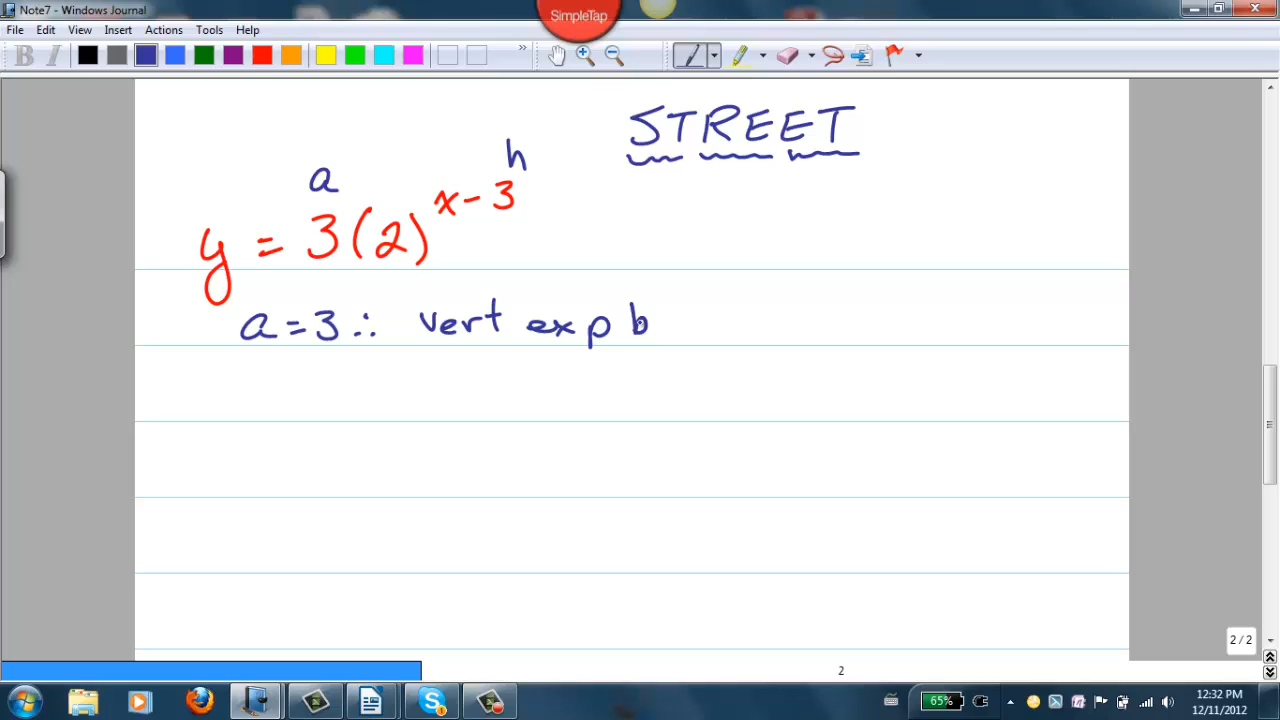 Note7 - Windows Journal
SimpleTap
File Edit View Insert Actions Tools Help
B I
STREET
a h
y = 3(2)^{x-3}
a = 3 ∴ vert exp b
2 / 2
2
65%
12:32 PM
12/11/2012